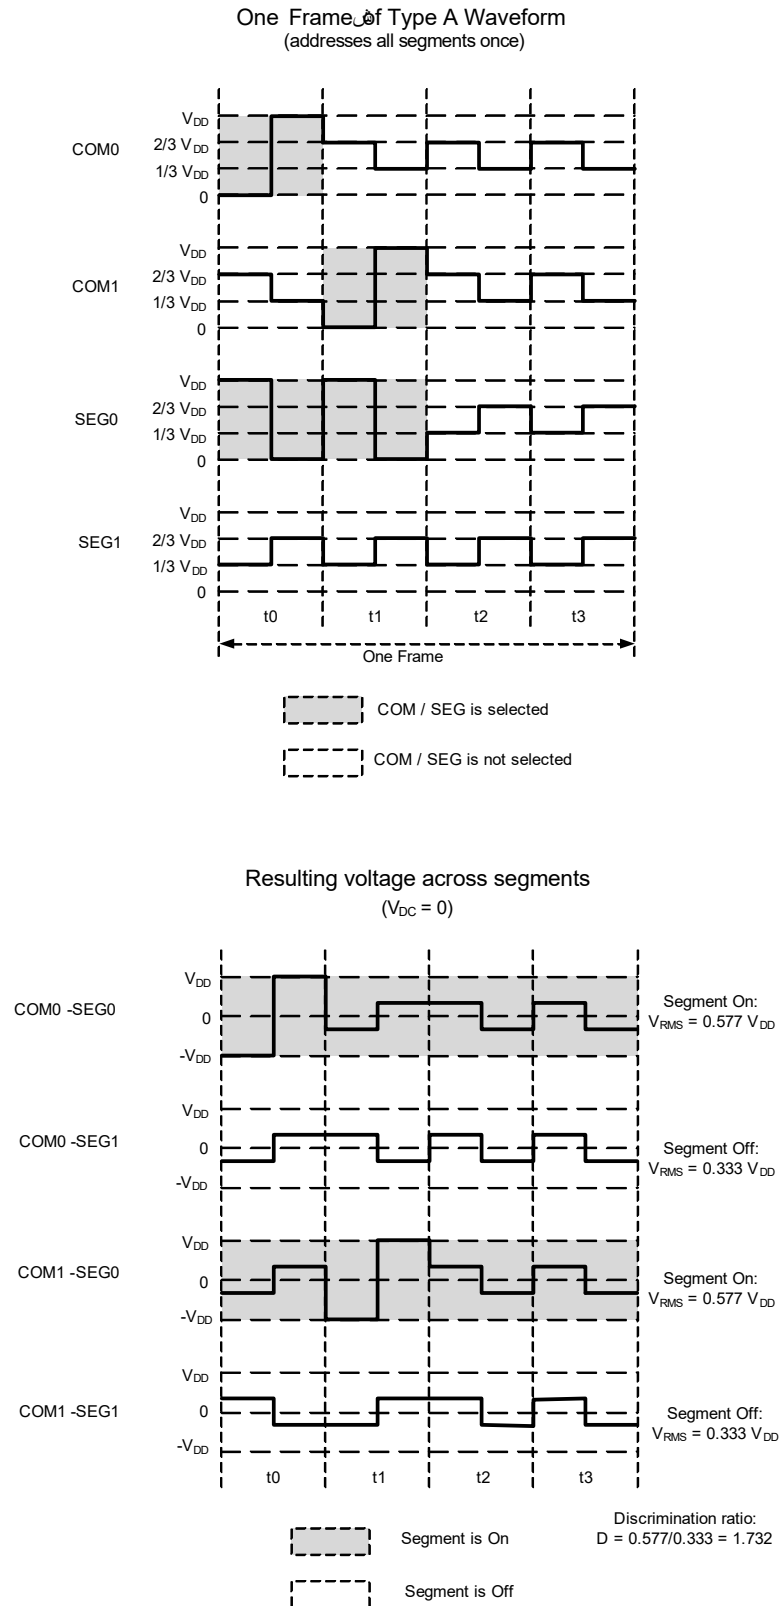 One Frame of Type A Waveform
(addresses all segments once)
COM0
VDD
2/3 VDD
1/3 VDD
0
COM1
VDD
2/3 VDD
1/3 VDD
0
SEG0
VDD
2/3 VDD
1/3 VDD
0
SEG1
VDD
2/3 VDD
1/3 VDD
0
t0 t1 t2 t3
One Frame
COM / SEG is selected
COM / SEG is not selected
Resulting voltage across segments
(VDC = 0)
COM0 -SEG0
VDD
0
-VDD
Segment On:
VRMS = 0.577 VDD
COM0 -SEG1
VDD
0
-VDD
Segment Off:
VRMS = 0.333 VDD
COM1 -SEG0
VDD
0
-VDD
Segment On:
VRMS = 0.577 VDD
COM1 -SEG1
VDD
0
-VDD
Segment Off:
VRMS = 0.333 VDD
t0 t1 t2 t3
Segment is On
Segment is Off
Discrimination ratio:
D = 0.577/0.333 = 1.732